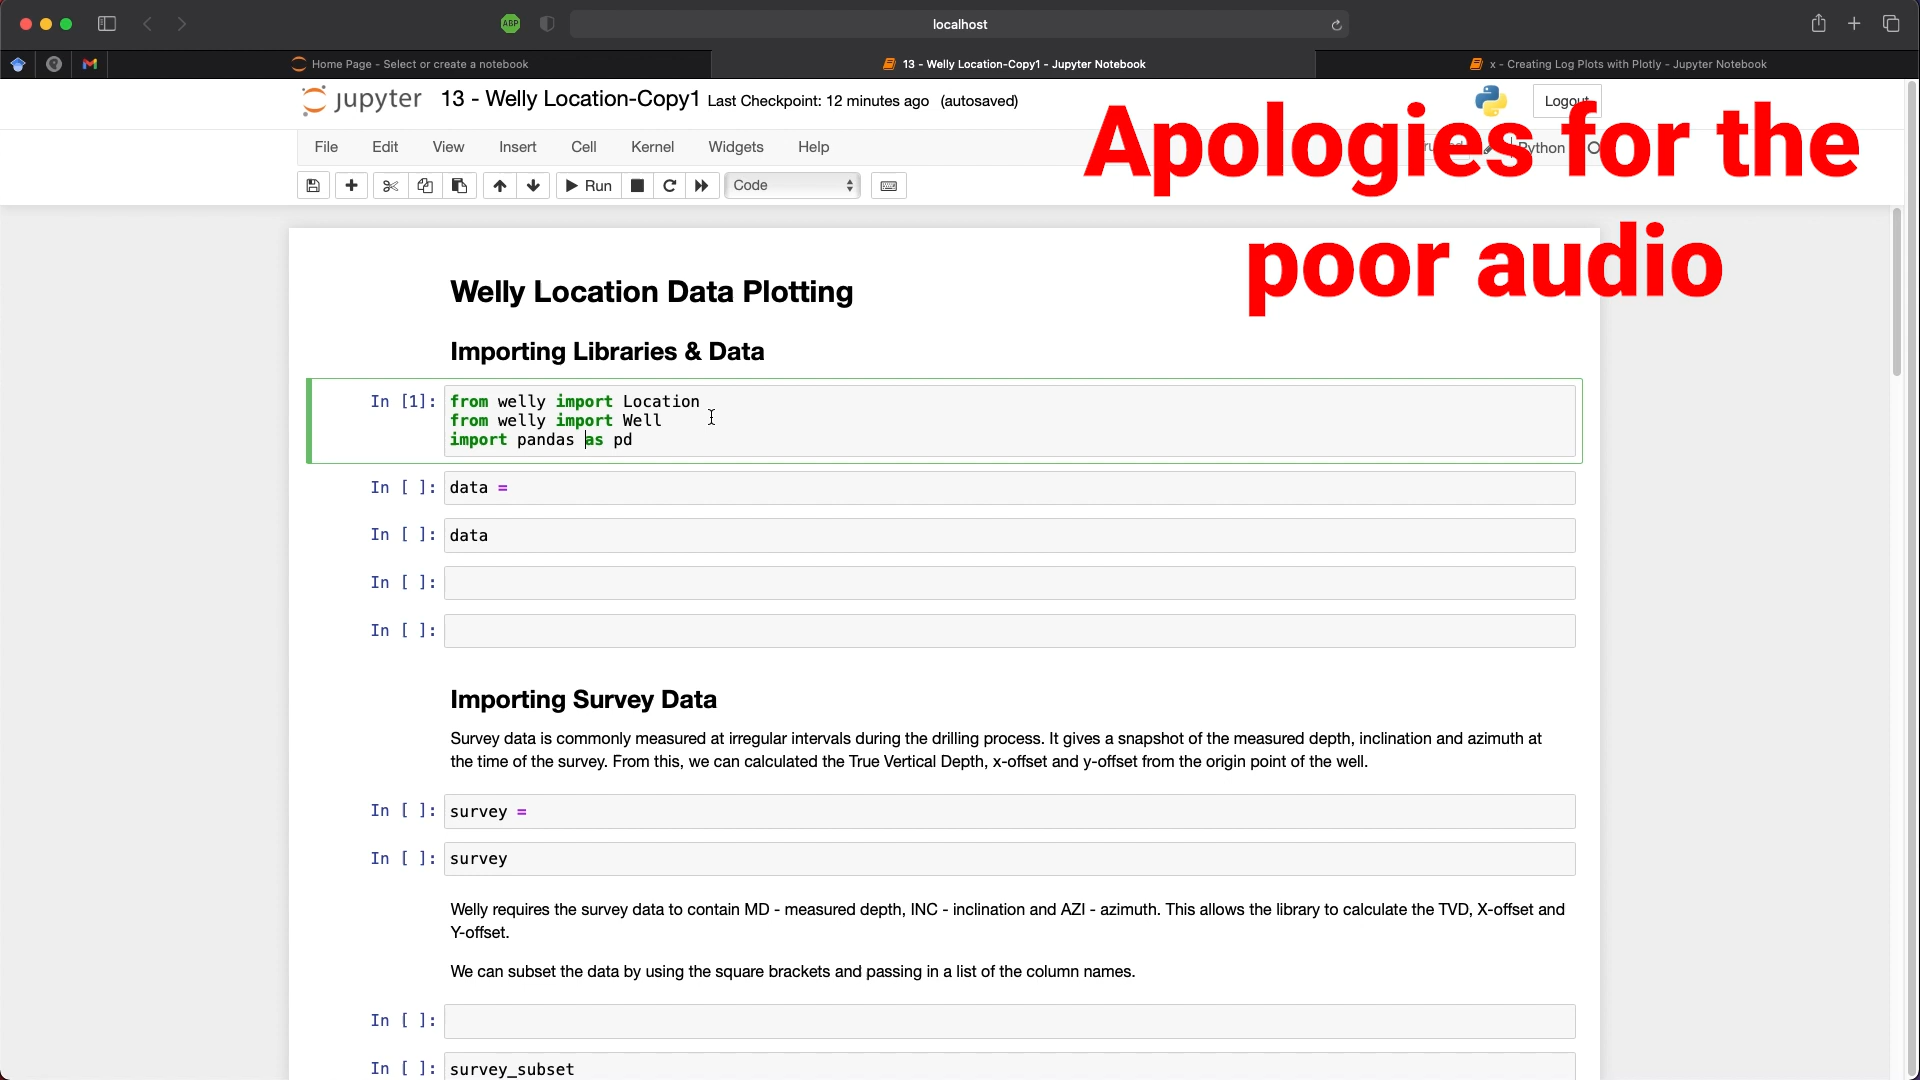 ABP
localhost
Home Page - Select or create a notebook
13 - Welly Location-Copy1 - Jupyter Notebook
x - Creating Log Plots with Plotly - Jupyter Notebook
jupyter 13 - Welly Location-Copy1 Last Checkpoint: 12 minutes ago (autosaved)
Logout
Apologies for the
poor audio
File Edit View Insert Cell Kernel Widgets Help
Python
Run
Code
Welly Location Data Plotting
Importing Libraries & Data
In [1]: from welly import Location
from welly import Well
import pandas as pd
In [ ]: data =
In [ ]: data
In [ ]:
In [ ]:
Importing Survey Data
Survey data is commonly measured at irregular intervals during the drilling process. It gives a snapshot of the measured depth, inclination and azimuth at
the time of the survey. From this, we can calculated the True Vertical Depth, x-offset and y-offset from the origin point of the well.
In [ ]: survey =
In [ ]: survey
Welly requires the survey data to contain MD - measured depth, INC - inclination and AZI - azimuth. This allows the library to calculate the TVD, X-offset and
Y-offset.
We can subset the data by using the square brackets and passing in a list of the column names.
In [ ]:
In [ ]: survey_subset